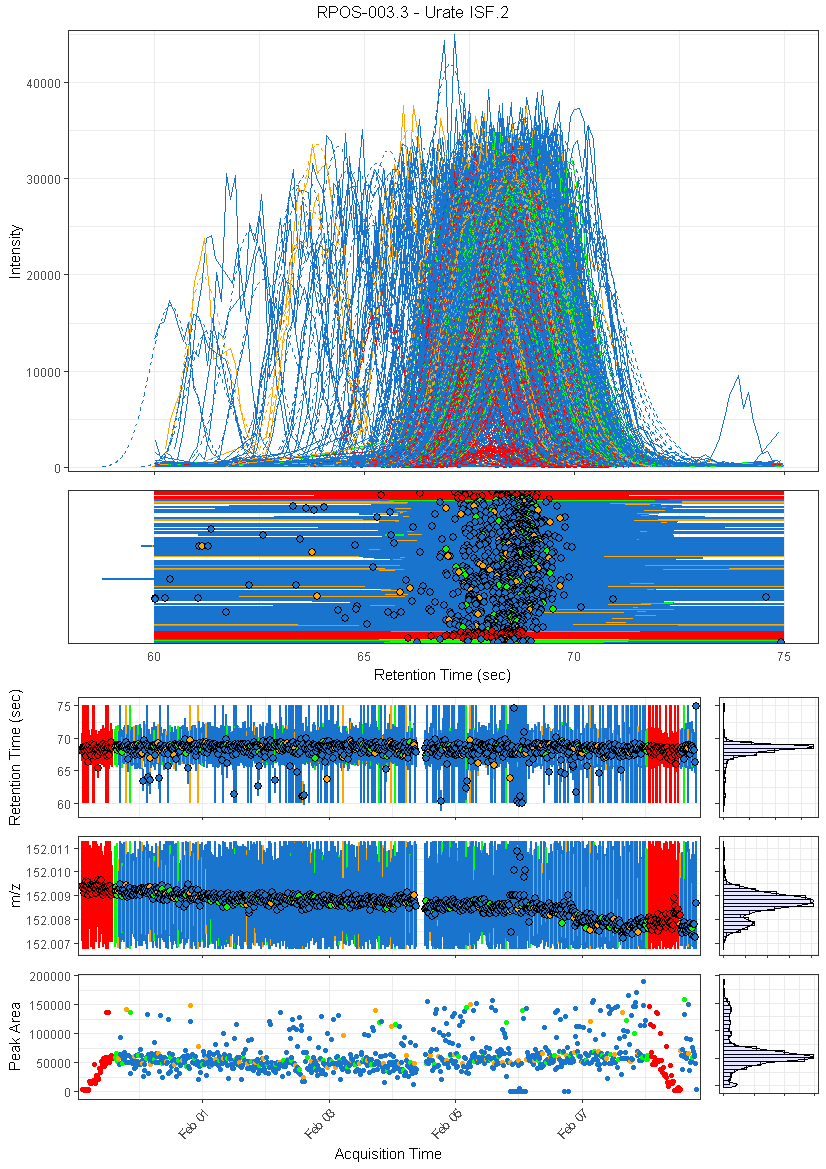 RPOS-003.3 - Urate ISF.2
40000
30000
20000
10000
0
Intensity
60
65
70
75
Retention Time (sec)
75
70
65
60
Retention Time (sec)
152.011
152.010
152.009
152.008
152.007
m/z
200000
150000
100000
50000
0
Peak Area
Feb 01
Feb 03
Feb 05
Feb 07
Acquisition Time